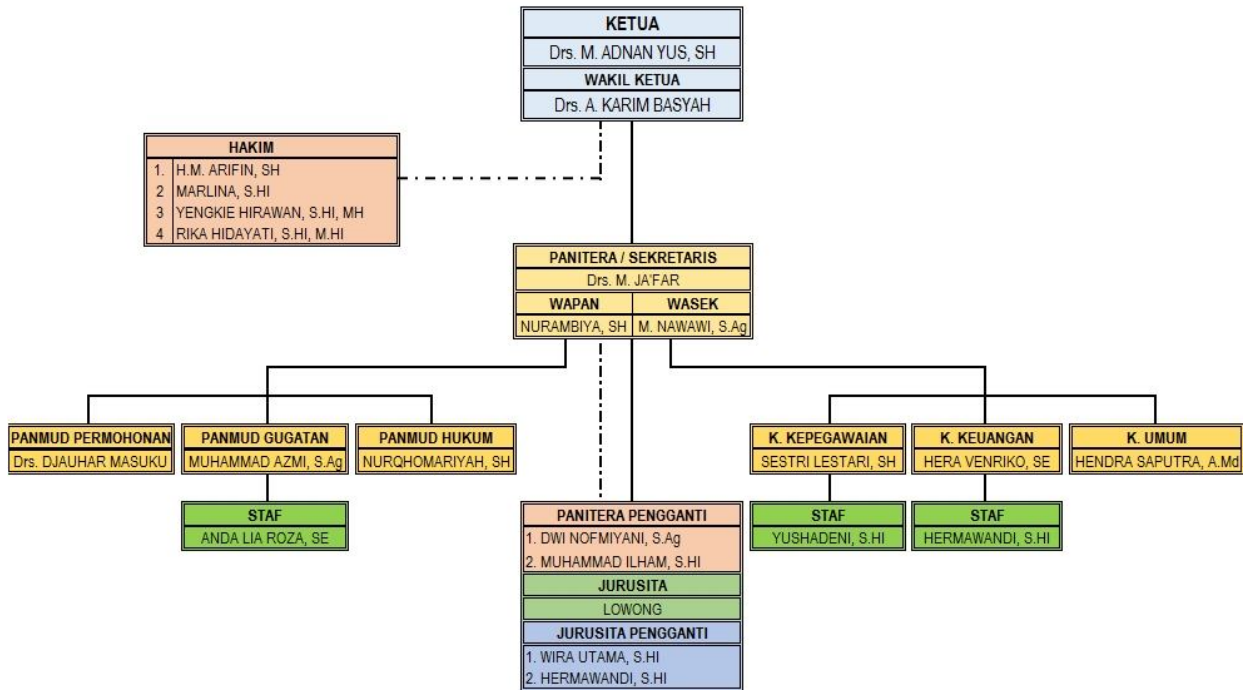 KETUA
Drs. M. ADNAN YUS, SH
WAKIL KETUA
Drs. A. KARIM BASYAH
HAKIM
1. H.M. ARIFIN, SH
2 MARLINA, S.HI
3 YENGKIE HIRAWAN, S.HI, MH
4 RIKA HIDAYATI, S.HI, M.HI
PANITERA / SEKRETARIS
Drs. M. JA'FAR
WAPAN WASEK
NURAMBIYA, SH M. NAWAWI, S.Ag
PANMUD PERMOHONAN
Drs. DJAUHAR MASUKU
PANMUD GUGATAN
MUHAMMAD AZMI, S.Ag
PANMUD HUKUM
NURQHOMARIYAH, SH
K. KEPEGAWAIAN
SESTRI LESTARI, SH
K. KEUANGAN
HERA VENRIKO, SE
K. UMUM
HENDRA SAPUTRA, A.Md
STAF
ANDA LIA ROZA, SE
PANITERA PENGGANTI
1. DWI NOFMIYANI, S.Ag
2. MUHAMMAD ILHAM, S.HI
JURUSITA
LOWONG
JURUSITA PENGGANTI
1. WIRA UTAMA, S.HI
2. HERMAWANDI, S.HI
STAF
YUSHADENI, S.HI
STAF
HERMAWANDI, S.HI